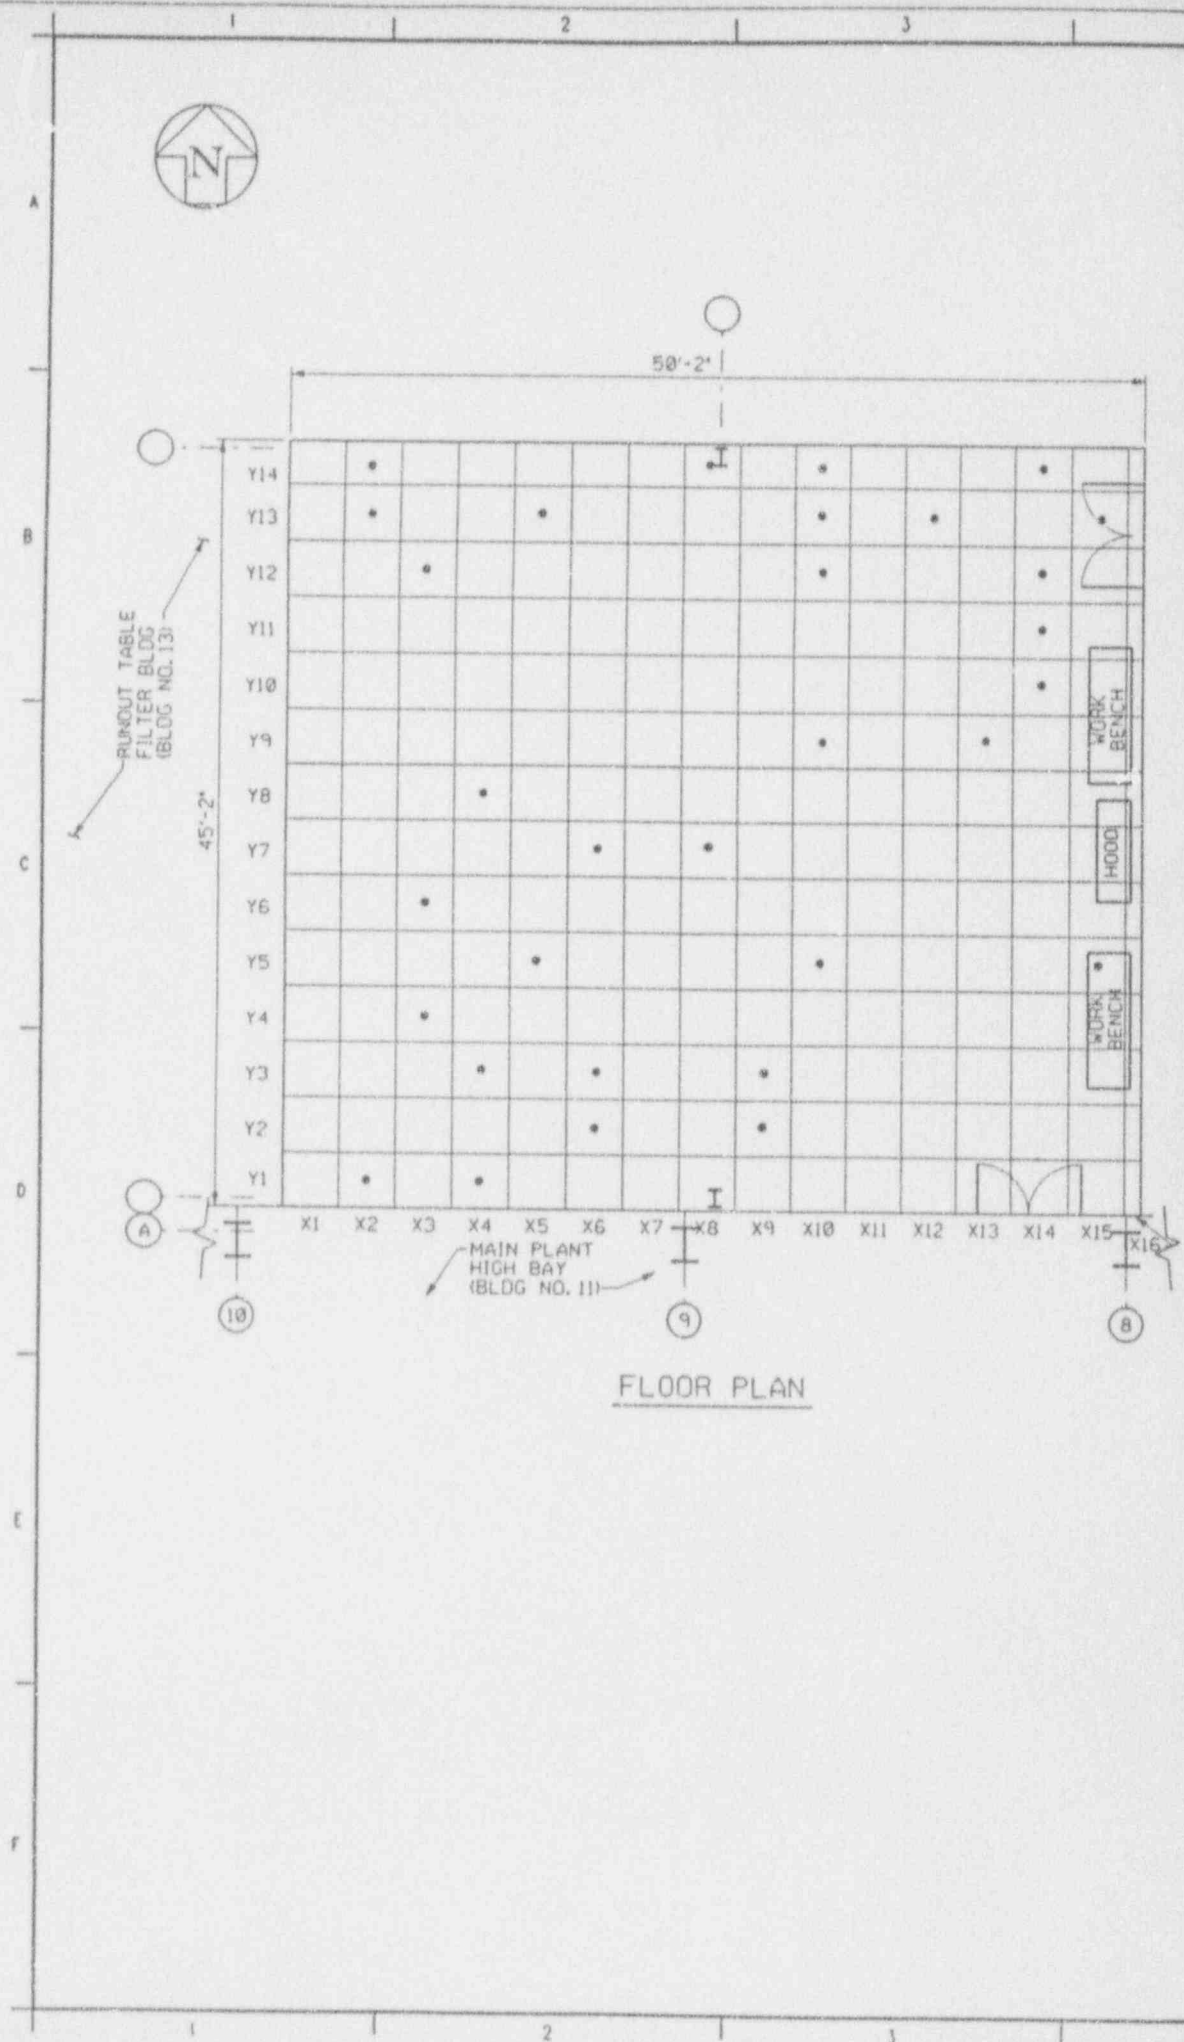 1 2 3
A
N
50'-2"
Y14
Y13
B
Y12
RUNOUT TABLE
FILTER BLDG
(BLDG NO. 13)
Y11
Y10
WORK
BENCH
Y9
Y8
45'-2"
C
Y7
HOOD
Y6
Y5
Y4
WORK
BENCH
Y3
Y2
D
Y1
X1 X2 X3 X4 X5 X6 X7 X8 X9 X10 X11 X12 X13 X14 X15 X16
A
MAIN PLANT
HIGH BAY
(BLDG NO. 11)
10 9 8
FLOOR PLAN
E
F
1 2